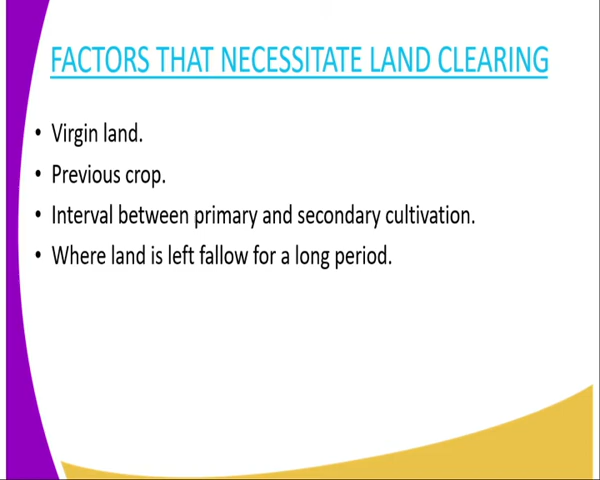 FACTORS THAT NECESSITATE LAND CLEARING
• Virgin land.
• Previous crop.
• Interval between primary and secondary cultivation.
• Where land is left fallow for a long period.